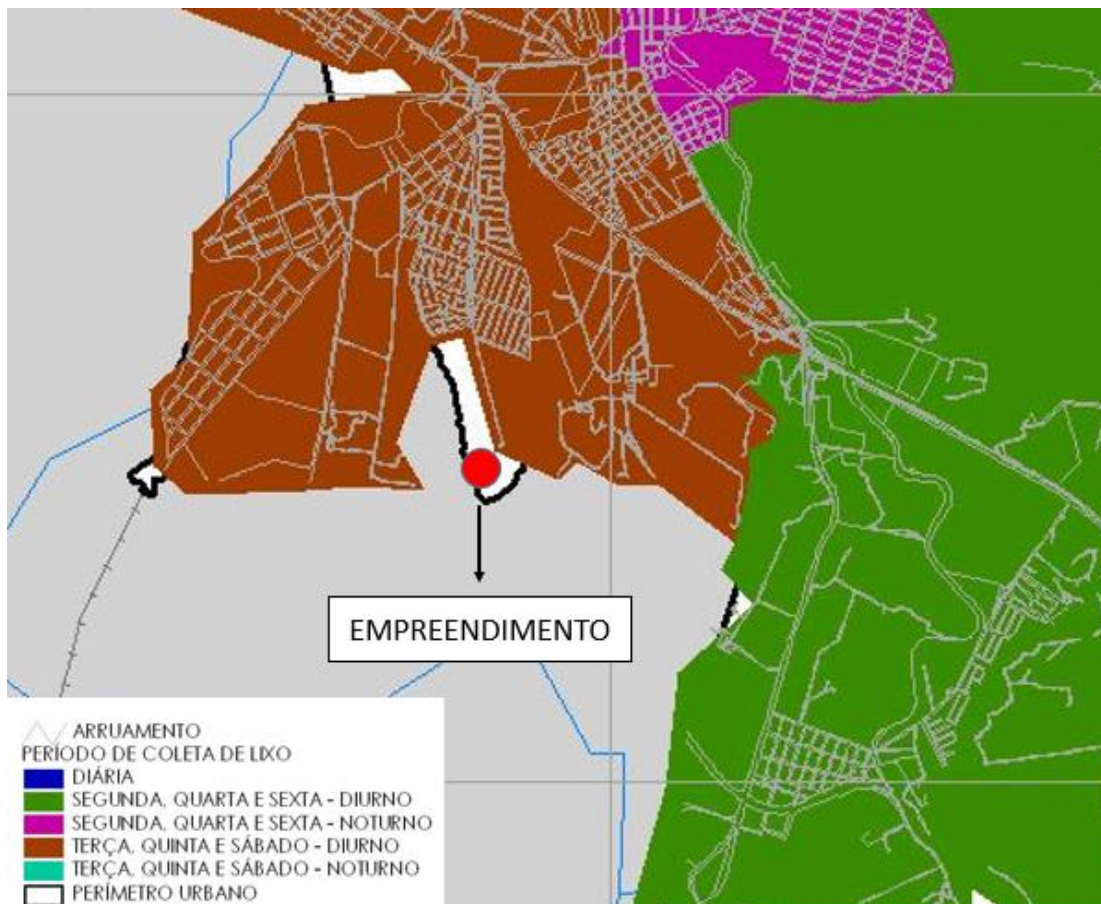 EMPREENDIMENTO
ARRUAMENTO
PERÍODO DE COLETA DE LIXO
DIÁRIA
SEGUNDA, QUARTA E SEXTA - DIURNO
SEGUNDA, QUARTA E SEXTA - NOTURNO
TERÇA, QUINTA E SÁBADO - DIURNO
TERÇA, QUINTA E SÁBADO - NOTURNO
PERÍMETRO URBANO